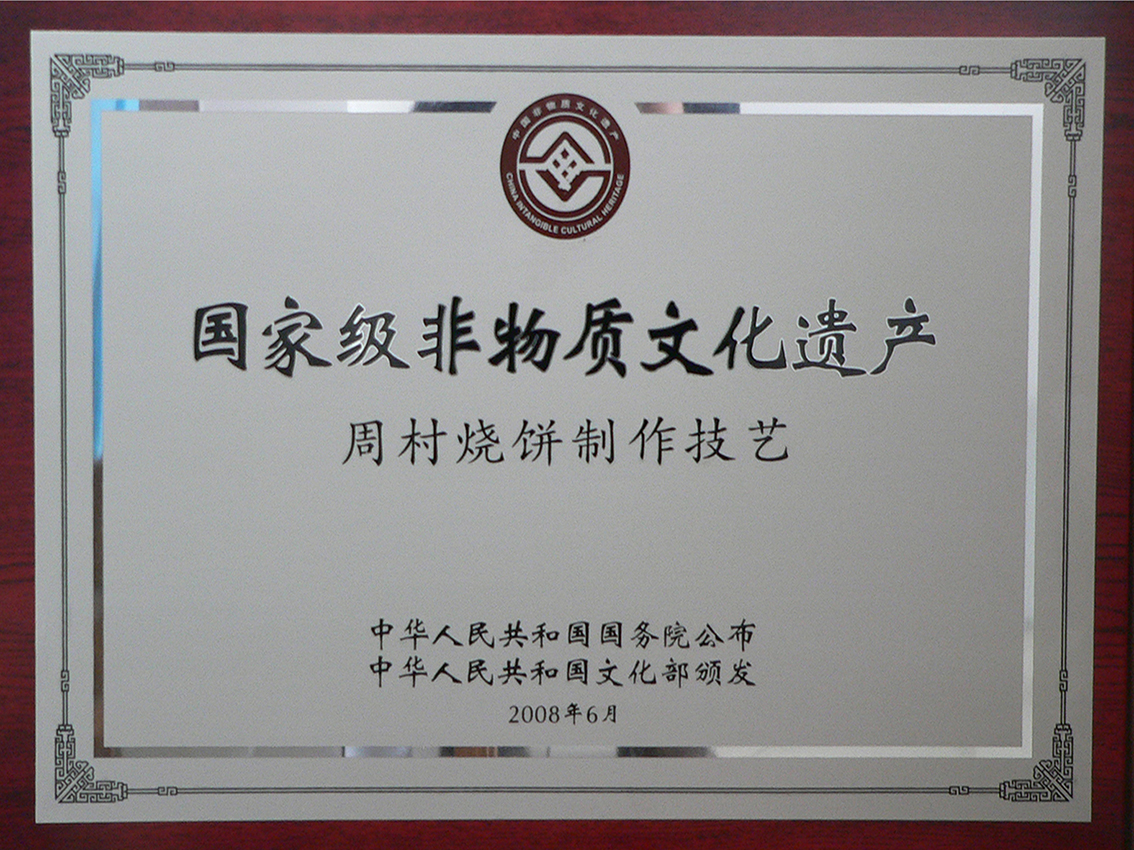 中国非物质文化遗产
CHINA INTANGIBLE CULTURAL HERITAGE
国家级非物质文化遗产
周村烧饼制作技艺
中华人民共和国国务院公布
中华人民共和国文化部颁发
2008年6月